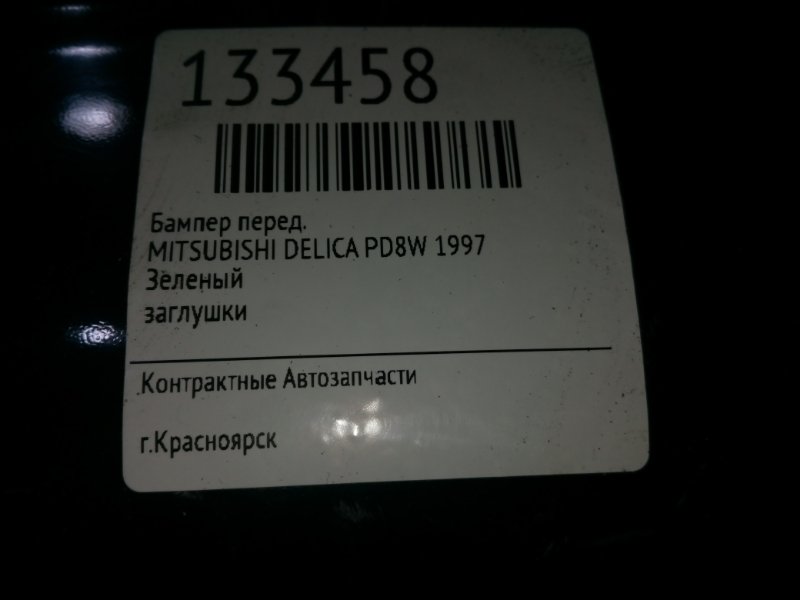 133458
Бампер перед.
MITSUBISHI DELICA PD8W 1997
Зеленый
заглушки
Контрактные Автозапчасти
г.Красноярск